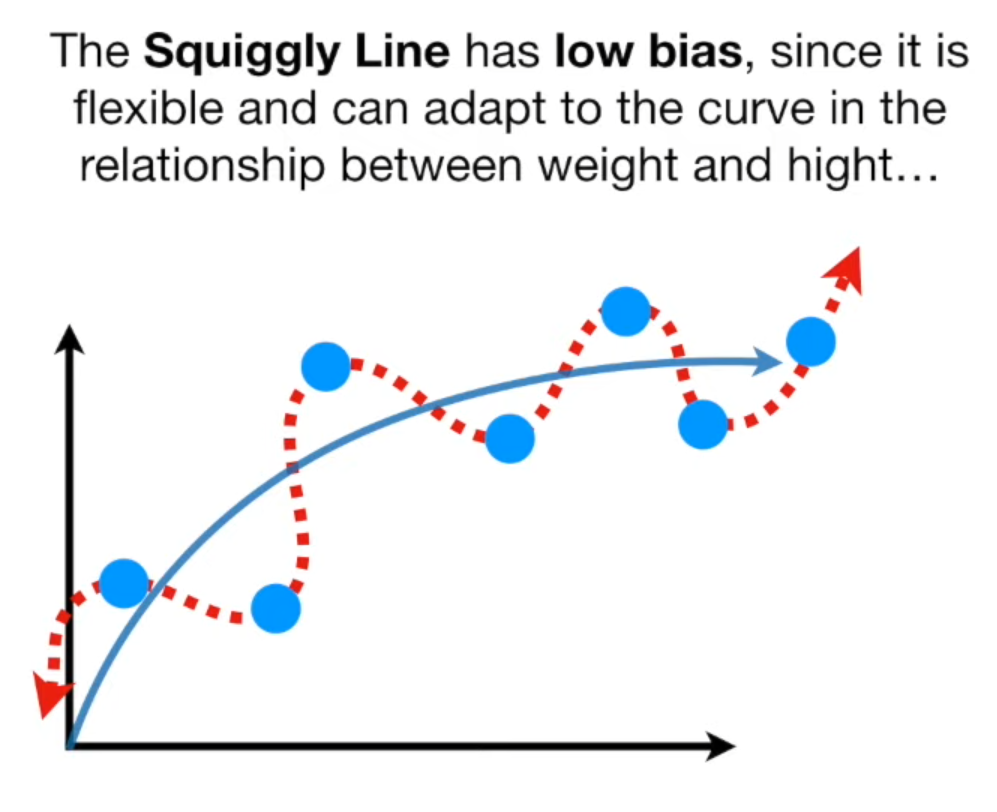 The Squiggly Line has low bias, since it is
flexible and can adapt to the curve in the
relationship between weight and hight...